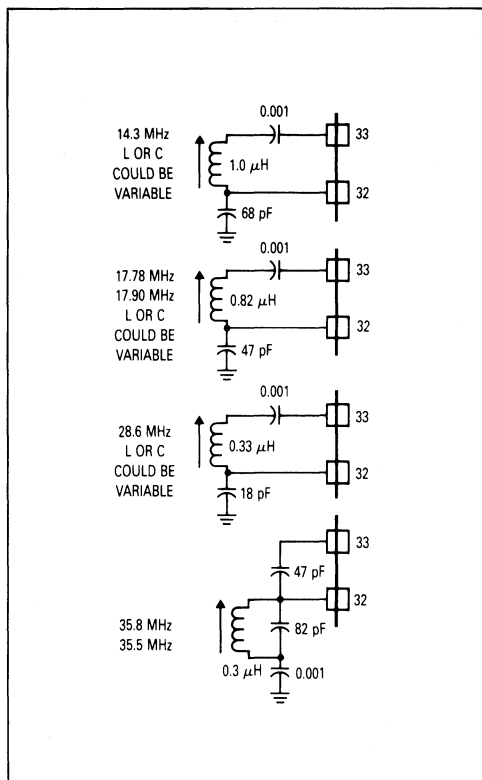 0.001
14.3 MHz
L OR C
COULD BE
VARIABLE
1.0 μH
68 pF
33
32
0.001
17.78 MHz
17.90 MHz
L OR C
COULD BE
VARIABLE
0.82 μH
47 pF
33
32
0.001
28.6 MHz
L OR C
COULD BE
VARIABLE
0.33 μH
18 pF
33
32
33
47 pF
32
35.8 MHz
35.5 MHz
82 pF
0.3 μH
0.001